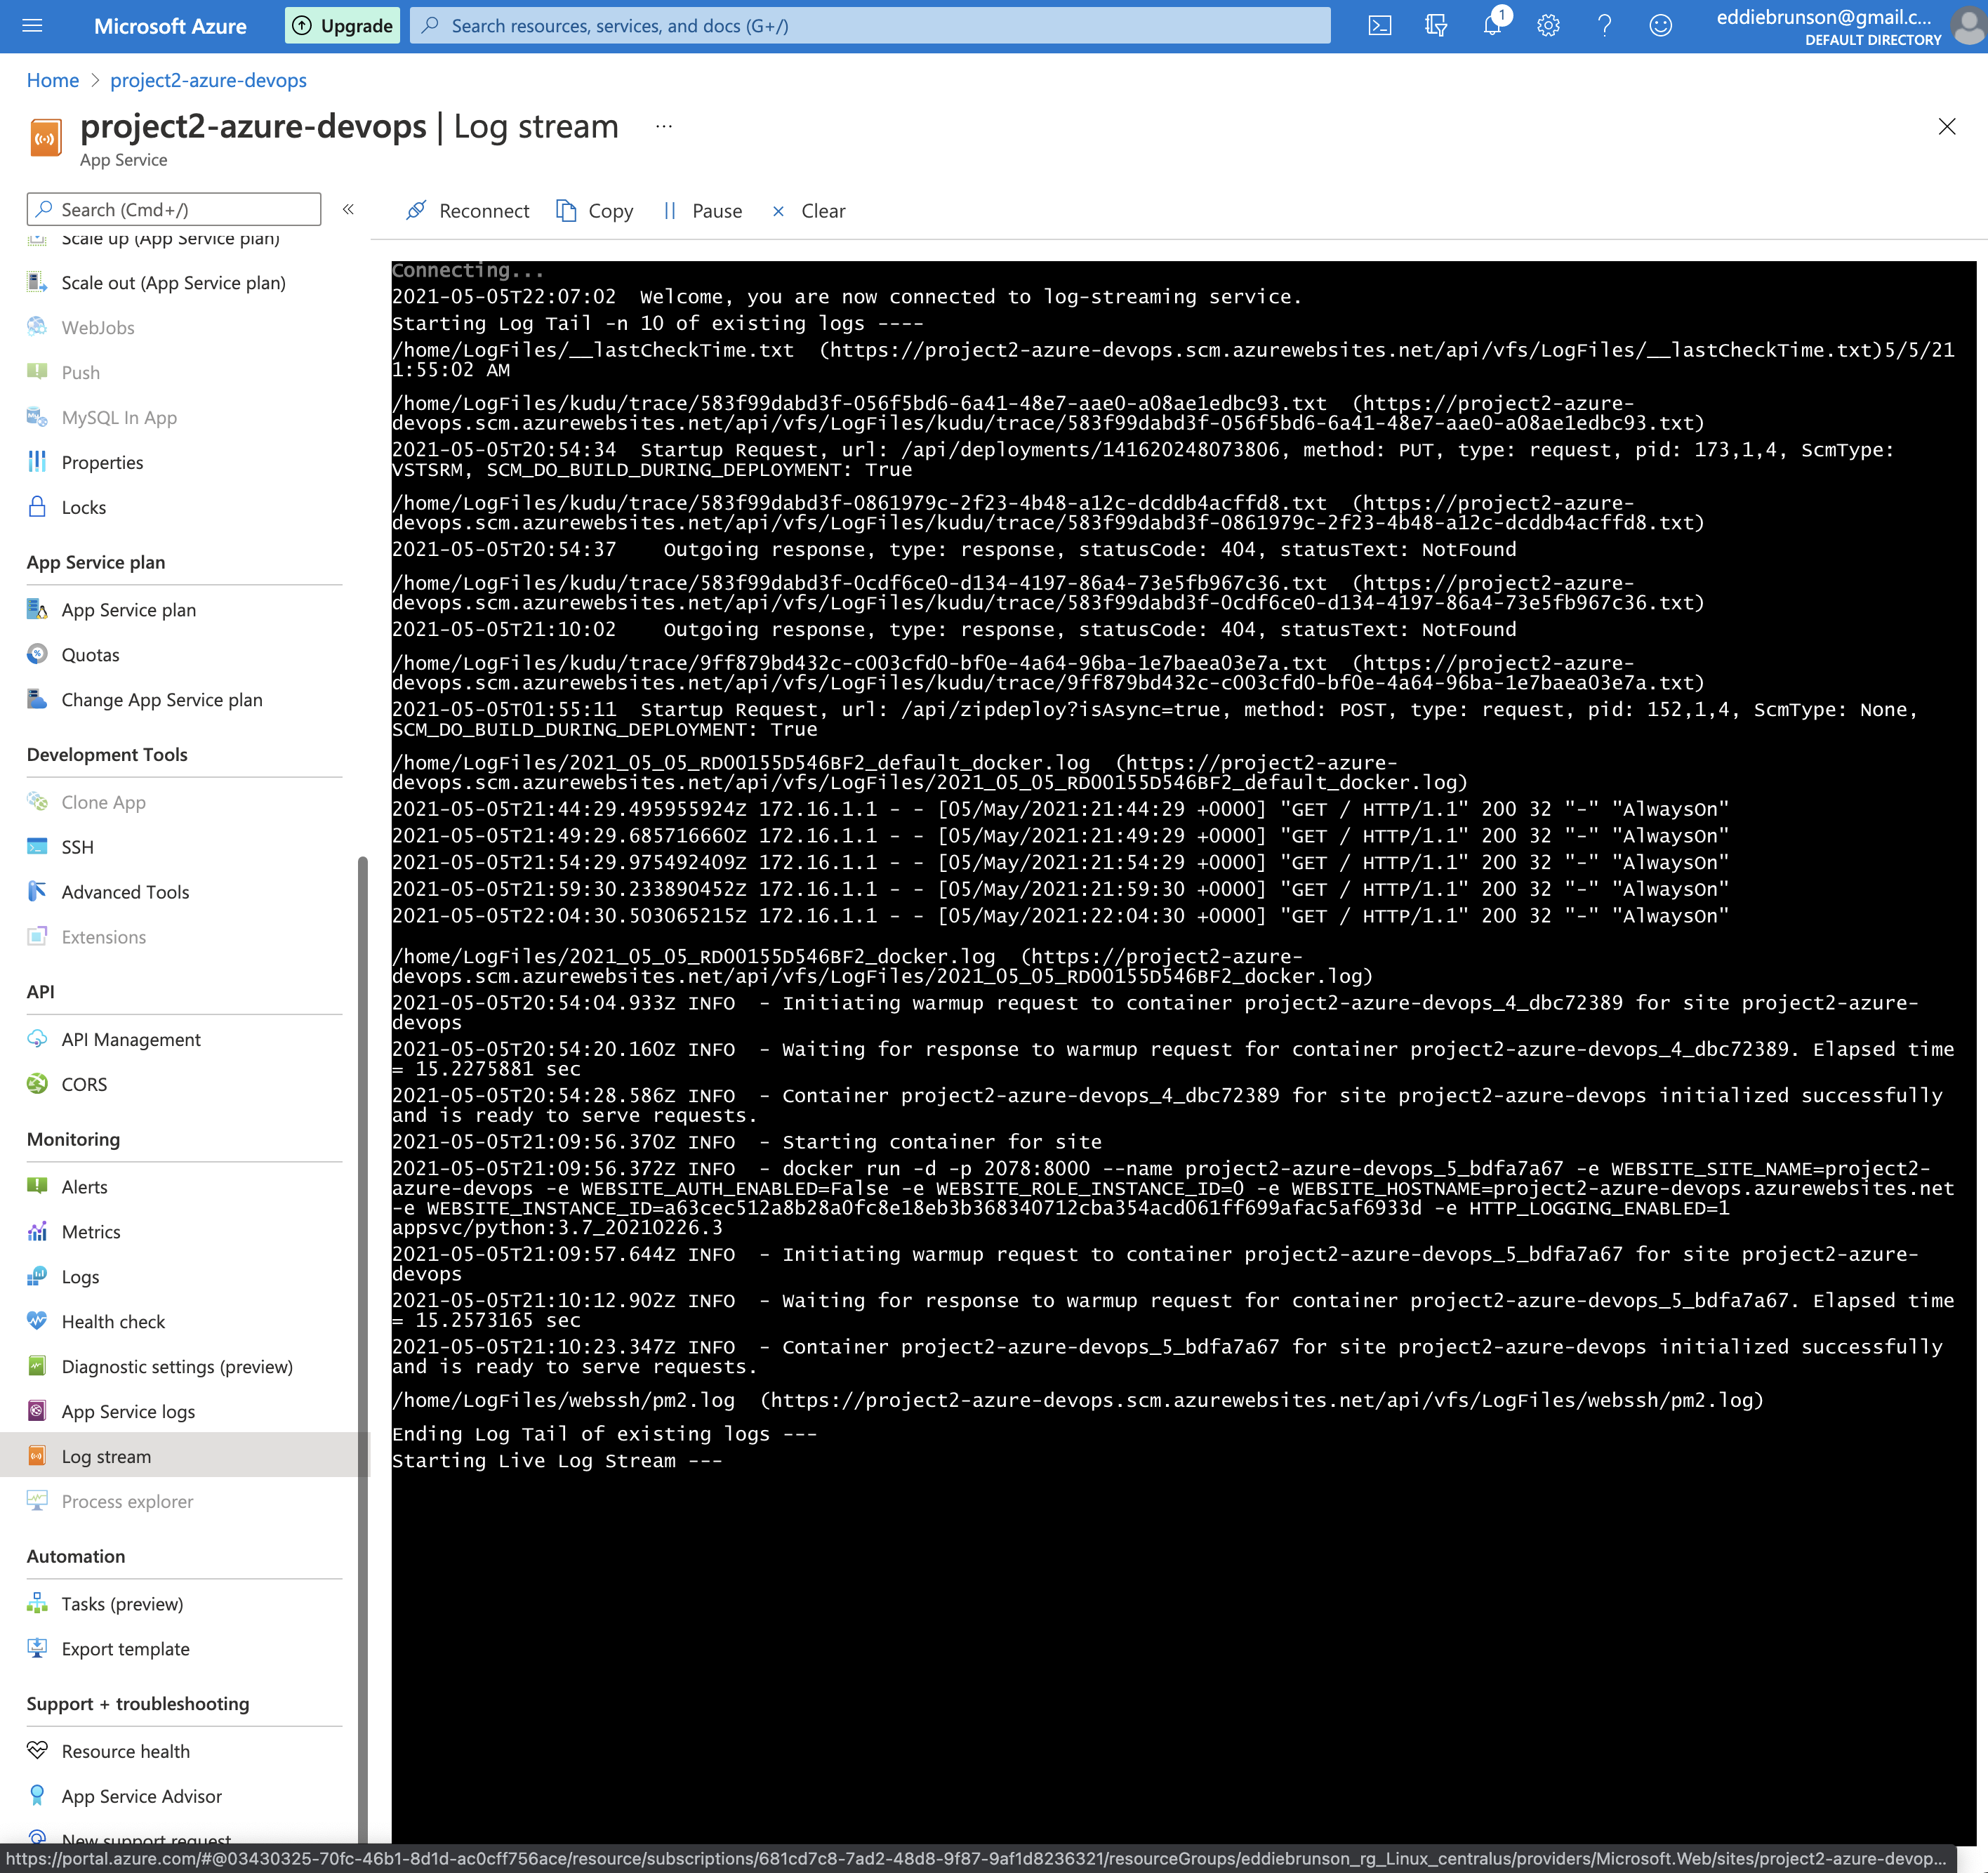 Microsoft Azure
Upgrade
Search resources, services, and docs (G+/)
1
eddiebrunson@gmail.c...
DEFAULT DIRECTORY
Home > project2-azure-devops
project2-azure-devops | Log stream ...
App Service
Search (Cmd+/)
«
Reconnect
Copy
Pause
Clear
Scale up (App Service plan)
Scale out (App Service plan)
WebJobs
Push
MySQL In App
Properties
Locks
App Service plan
App Service plan
Quotas
Change App Service plan
Development Tools
Clone App
SSH
Advanced Tools
Extensions
API
API Management
CORS
Monitoring
Alerts
Metrics
Logs
Health check
Diagnostic settings (preview)
App Service logs
Log stream
Process explorer
Automation
Tasks (preview)
Export template
Support + troubleshooting
Resource health
App Service Advisor
New support request
Connecting...
2021-05-05T22:07:02  Welcome, you are now connected to log-streaming service.
Starting Log Tail -n 10 of existing logs ----
/home/LogFiles/__lastCheckTime.txt  (https://project2-azure-devops.scm.azurewebsites.net/api/vfs/LogFiles/__lastCheckTime.txt)5/5/21
1:55:02 AM
/home/LogFiles/kudu/trace/583f99dabd3f-056f5bd6-6a41-48e7-aae0-a08ae1edbc93.txt  (https://project2-azure-
devops.scm.azurewebsites.net/api/vfs/LogFiles/kudu/trace/583f99dabd3f-056f5bd6-6a41-48e7-aae0-a08ae1edbc93.txt)
2021-05-05T20:54:34  Startup Request, url: /api/deployments/141620248073806, method: PUT, type: request, pid: 173,1,4, ScmType:
VSTSRM, SCM_DO_BUILD_DURING_DEPLOYMENT: True
/home/LogFiles/kudu/trace/583f99dabd3f-0861979c-2f23-4b48-a12c-dcddb4acffd8.txt  (https://project2-azure-
devops.scm.azurewebsites.net/api/vfs/LogFiles/kudu/trace/583f99dabd3f-0861979c-2f23-4b48-a12c-dcddb4acffd8.txt)
2021-05-05T20:54:37    Outgoing response, type: response, statusCode: 404, statusText: NotFound
/home/LogFiles/kudu/trace/583f99dabd3f-0cdf6ce0-d134-4197-86a4-73e5fb967c36.txt  (https://project2-azure-
devops.scm.azurewebsites.net/api/vfs/LogFiles/kudu/trace/583f99dabd3f-0cdf6ce0-d134-4197-86a4-73e5fb967c36.txt)
2021-05-05T21:10:02    Outgoing response, type: response, statusCode: 404, statusText: NotFound
/home/LogFiles/kudu/trace/9ff879bd432c-c003cfd0-bf0e-4a64-96ba-1e7baea03e7a.txt  (https://project2-azure-
devops.scm.azurewebsites.net/api/vfs/LogFiles/kudu/trace/9ff879bd432c-c003cfd0-bf0e-4a64-96ba-1e7baea03e7a.txt)
2021-05-05T01:55:11  Startup Request, url: /api/zipdeploy?isAsync=true, method: POST, type: request, pid: 152,1,4, ScmType: None,
SCM_DO_BUILD_DURING_DEPLOYMENT: True
/home/LogFiles/2021_05_05_RD00155D546BF2_default_docker.log  (https://project2-azure-
devops.scm.azurewebsites.net/api/vfs/LogFiles/2021_05_05_RD00155D546BF2_default_docker.log)
2021-05-05T21:44:29.495955924Z 172.16.1.1 - - [05/May/2021:21:44:29 +0000] "GET / HTTP/1.1" 200 32 "-" "AlwaysOn"
2021-05-05T21:49:29.685716660Z 172.16.1.1 - - [05/May/2021:21:49:29 +0000] "GET / HTTP/1.1" 200 32 "-" "AlwaysOn"
2021-05-05T21:54:29.975492409Z 172.16.1.1 - - [05/May/2021:21:54:29 +0000] "GET / HTTP/1.1" 200 32 "-" "AlwaysOn"
2021-05-05T21:59:30.233890452Z 172.16.1.1 - - [05/May/2021:21:59:30 +0000] "GET / HTTP/1.1" 200 32 "-" "AlwaysOn"
2021-05-05T22:04:30.503065215Z 172.16.1.1 - - [05/May/2021:22:04:30 +0000] "GET / HTTP/1.1" 200 32 "-" "AlwaysOn"
/home/LogFiles/2021_05_05_RD00155D546BF2_docker.log  (https://project2-azure-
devops.scm.azurewebsites.net/api/vfs/LogFiles/2021_05_05_RD00155D546BF2_docker.log)
2021-05-05T20:54:04.933Z INFO  - Initiating warmup request to container project2-azure-devops_4_dbc72389 for site project2-azure-
devops
2021-05-05T20:54:20.160Z INFO  - Waiting for response to warmup request for container project2-azure-devops_4_dbc72389. Elapsed time
= 15.2275881 sec
2021-05-05T20:54:28.586Z INFO  - Container project2-azure-devops_4_dbc72389 for site project2-azure-devops initialized successfully
and is ready to serve requests.
2021-05-05T21:09:56.370Z INFO  - Starting container for site
2021-05-05T21:09:56.372Z INFO  - docker run -d -p 2078:8000 --name project2-azure-devops_5_bdfa7a67 -e WEBSITE_SITE_NAME=project2-
azure-devops -e WEBSITE_AUTH_ENABLED=False -e WEBSITE_ROLE_INSTANCE_ID=0 -e WEBSITE_HOSTNAME=project2-azure-devops.azurewebsites.net
-e WEBSITE_INSTANCE_ID=a63cec512a8b28a0fc8e18eb3b368340712cba354acd061ff699afac5af6933d -e HTTP_LOGGING_ENABLED=1
appsvc/python:3.7_20210226.3
2021-05-05T21:09:57.644Z INFO  - Initiating warmup request to container project2-azure-devops_5_bdfa7a67 for site project2-azure-
devops
2021-05-05T21:10:12.902Z INFO  - Waiting for response to warmup request for container project2-azure-devops_5_bdfa7a67. Elapsed time
= 15.2573165 sec
2021-05-05T21:10:23.347Z INFO  - Container project2-azure-devops_5_bdfa7a67 for site project2-azure-devops initialized successfully
and is ready to serve requests.
/home/LogFiles/webssh/pm2.log  (https://project2-azure-devops.scm.azurewebsites.net/api/vfs/LogFiles/webssh/pm2.log)
Ending Log Tail of existing logs ---
Starting Live Log Stream ---
https://portal.azure.com/#@03430325-70fc-46b1-8d1d-ac0cff756ace/resource/subscriptions/681cd7c8-7ad2-48d8-9f87-9af1d8236321/resourceGroups/eddiebrunson_rg_Linux_centralus/providers/Microsoft.Web/sites/project2-azure-devop...